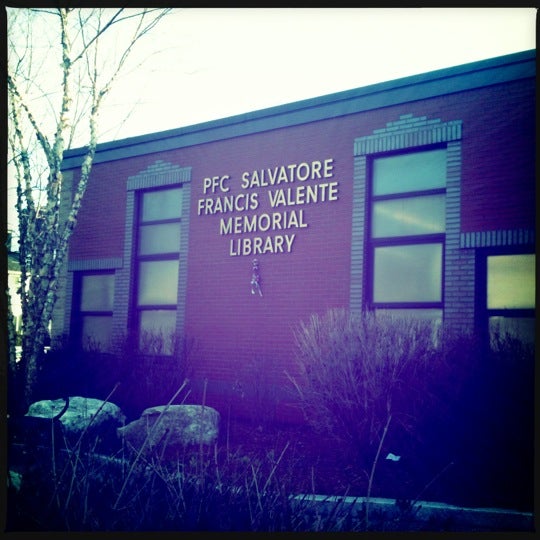 PFC SALVATORE
FRANCIS VALENTE
MEMORIAL
LIBRARY